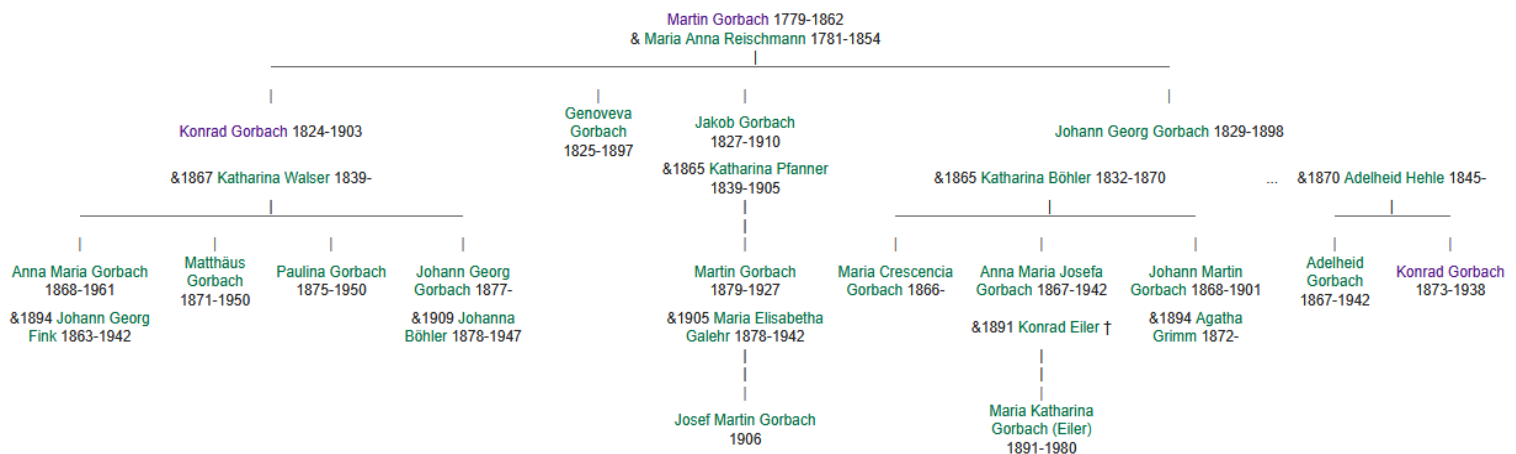 Martin Gorbach 1779-1862
& Maria Anna Reischmann 1781-1854
Konrad Gorbach 1824-1903
&1867 Katharina Walser 1839-
Genoveva
Gorbach
1825-1897
Jakob Gorbach
1827-1910
&1865 Katharina Pfanner
1839-1905
Johann Georg Gorbach 1829-1898
&1865 Katharina Böhler 1832-1870
...
&1870 Adelheid Hehle 1845-
Anna Maria Gorbach
1868-1961
&1894 Johann Georg
Fink 1863-1942
Matthäus
Gorbach
1871-1950
Paulina Gorbach
1875-1950
Johann Georg
Gorbach 1877-
&1909 Johanna
Böhler 1878-1947
Martin Gorbach
1879-1927
&1905 Maria Elisabetha
Galehr 1878-1942
Maria Crescencia
Gorbach 1866-
Anna Maria Josefa
Gorbach 1867-1942
&1891 Konrad Eiler †
Johann Martin
Gorbach 1868-1901
&1894 Agatha
Grimm 1872-
Adelheid
Gorbach
1867-1942
Konrad Gorbach
1873-1938
Josef Martin Gorbach
1906
Maria Katharina
Gorbach (Eiler)
1891-1980